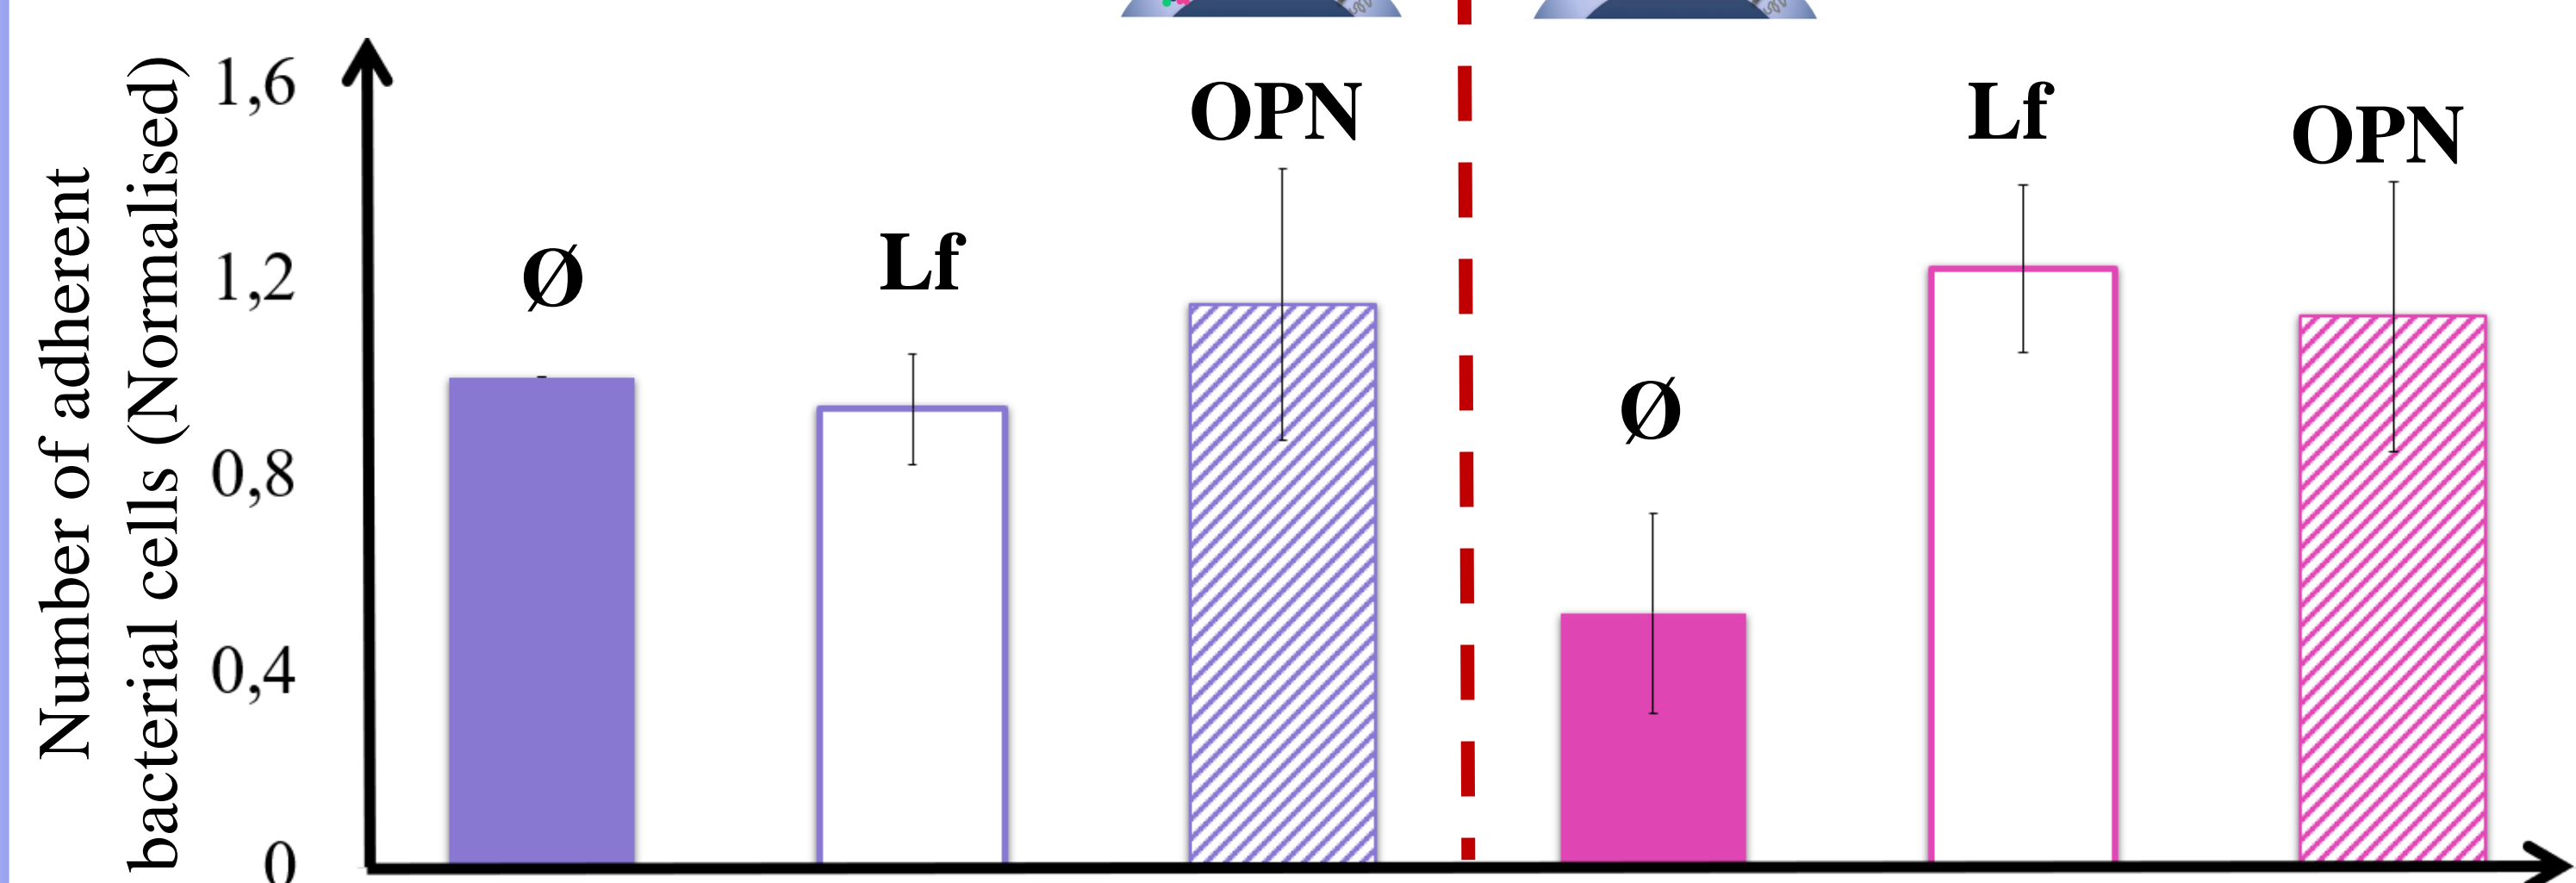 Number of adherent
bacterial cells (Normalised)
1,6
1,2
0,8
0,4
0
Ø
Lf
OPN
Ø
Lf
OPN